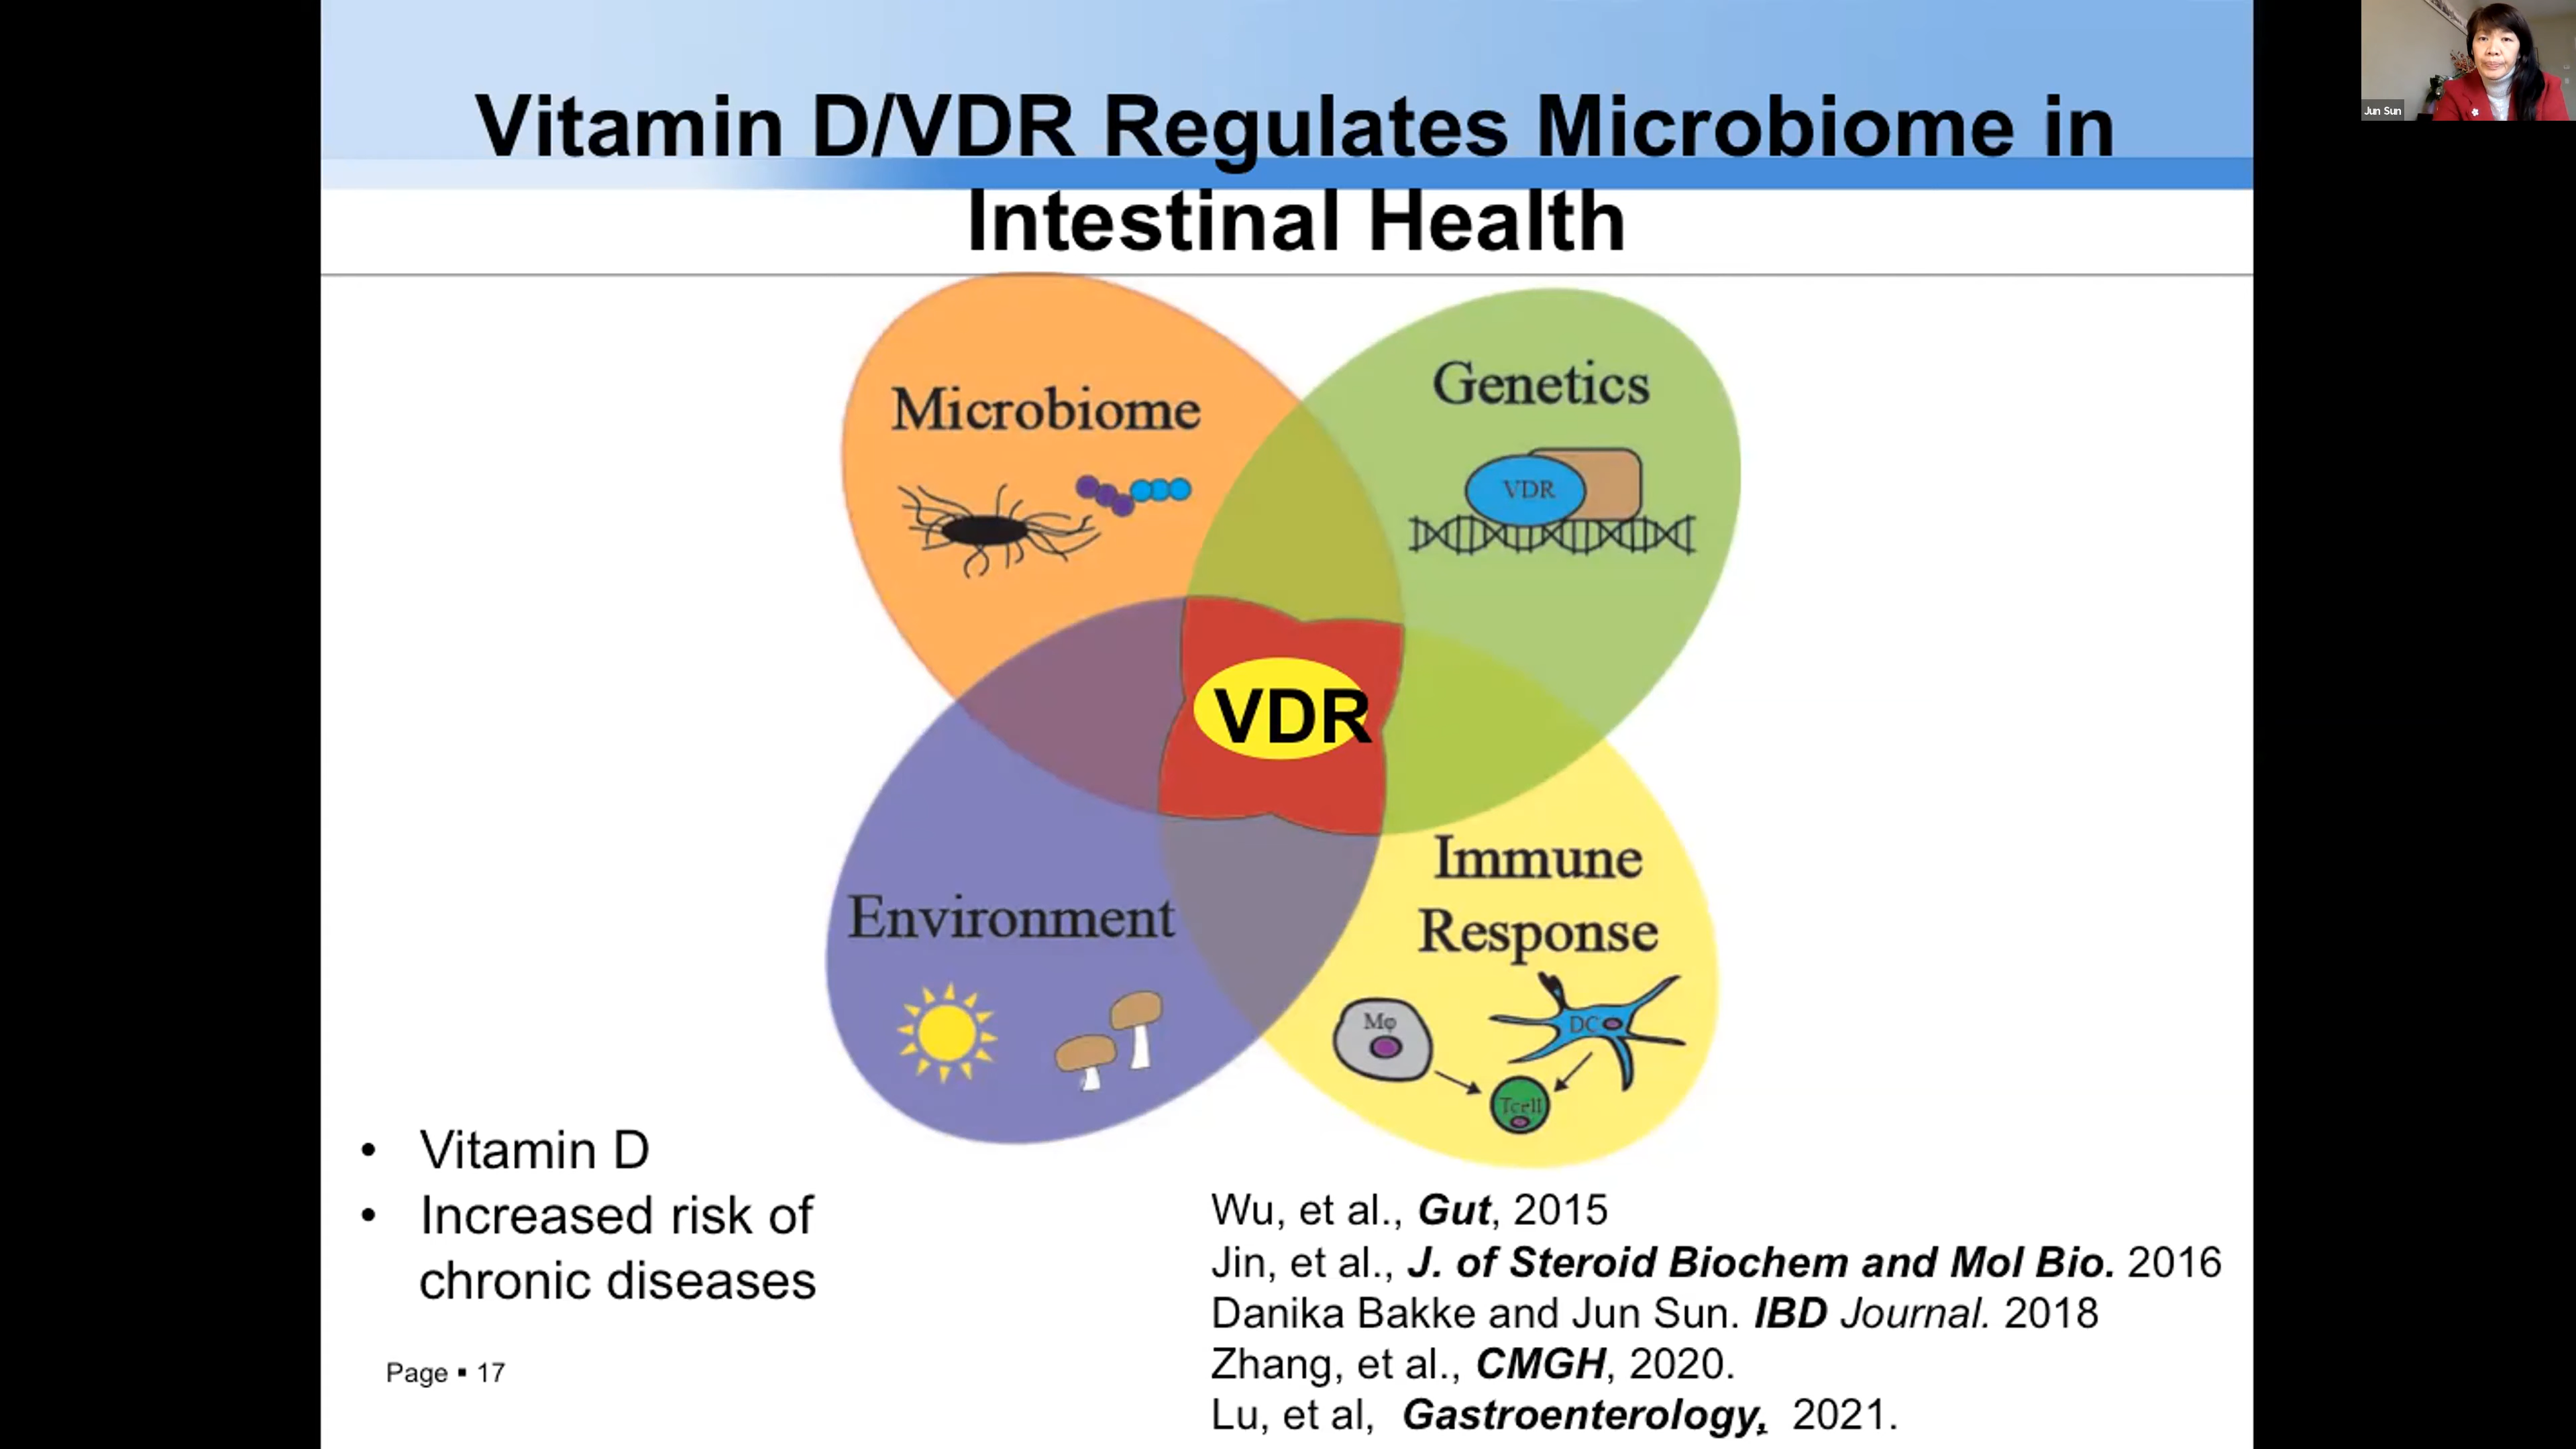 Vitamin D/VDR Regulates Microbiome in
Intestinal Health
Jun Sun
Microbiome
Genetics
VDR
VDR
Environment
Immune
Response
Mφ
DC
Tcell
• Vitamin D
• Increased risk of
chronic diseases
Wu, et al., Gut, 2015
Jin, et al., J. of Steroid Biochem and Mol Bio. 2016
Danika Bakke and Jun Sun. IBD Journal. 2018
Zhang, et al., CMGH, 2020.
Lu, et al, Gastroenterology, 2021.
Page ▪ 17